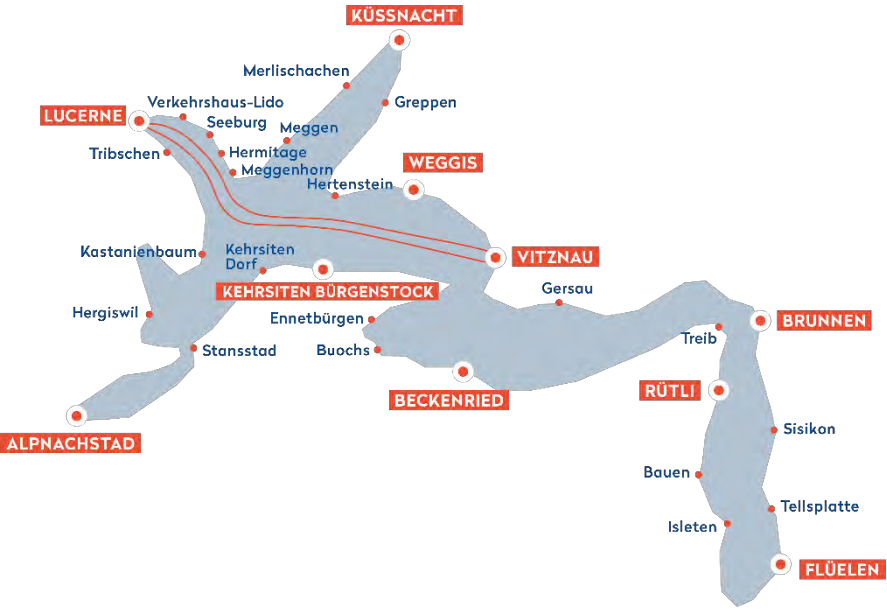 KÜSSNACHT
Merlischachen
Verkehrshaus-Lido
Greppen
LUCERNE
Seeburg
Meggen
Tribschen
Hermitage
WEGGIS
Meggenhorn
Hertenstein
Kastanienbaum
Kehrsiten
Dorf
VITZNAU
KEHRSITEN BÜRGENSTOCK
Gersau
Hergiswil
Ennetbürgen
BRUNNEN
Treib
Stansstad
Buochs
RÜTLI
BECKENRIED
Sisikon
ALPNACHSTAD
Bauen
Tellsplatte
Isleten
FLÜELEN